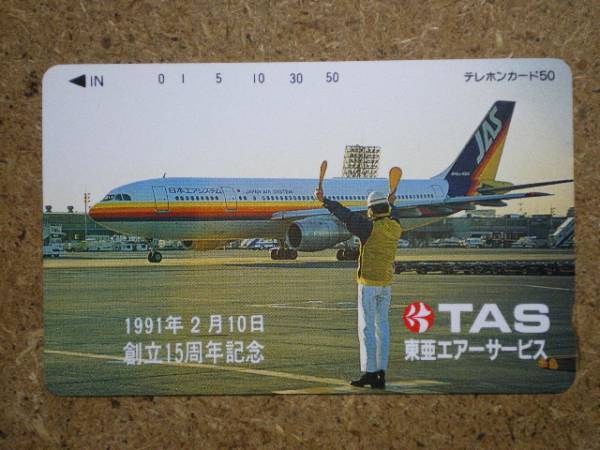 ◀IN 0 1 5 10 30 50 テレホンカード50
JAS
日本エアシステム JAPAN AIR SYSTEM
1991年2月10日
創立15周年記念
TAS
東亜エアーサービス